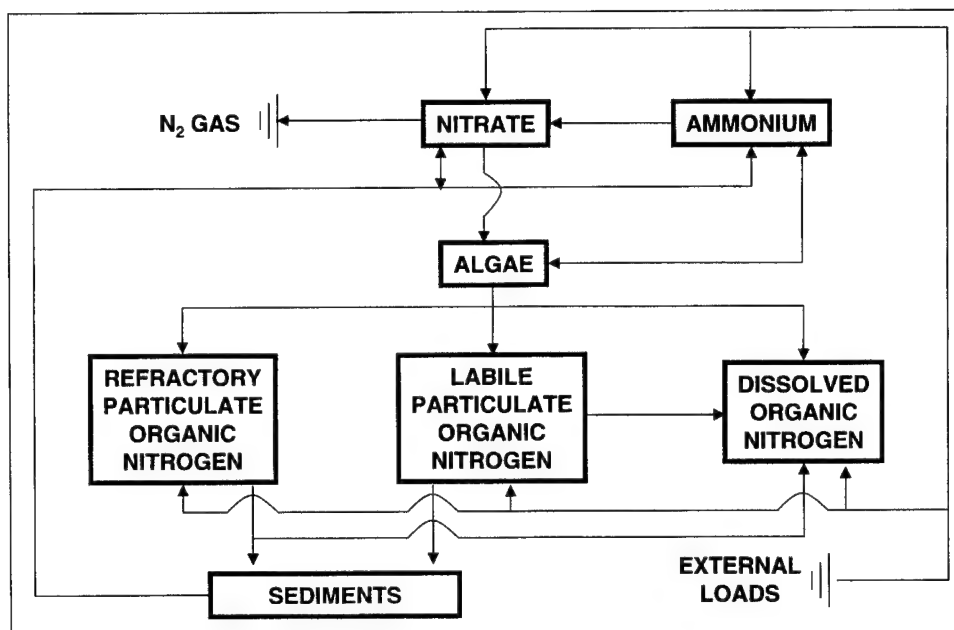 N₂ GAS
NITRATE
AMMONIUM
ALGAE
REFRACTORY
PARTICULATE
ORGANIC
NITROGEN
LABILE
PARTICULATE
ORGANIC
NITROGEN
DISSOLVED
ORGANIC
NITROGEN
SEDIMENTS
EXTERNAL
LOADS